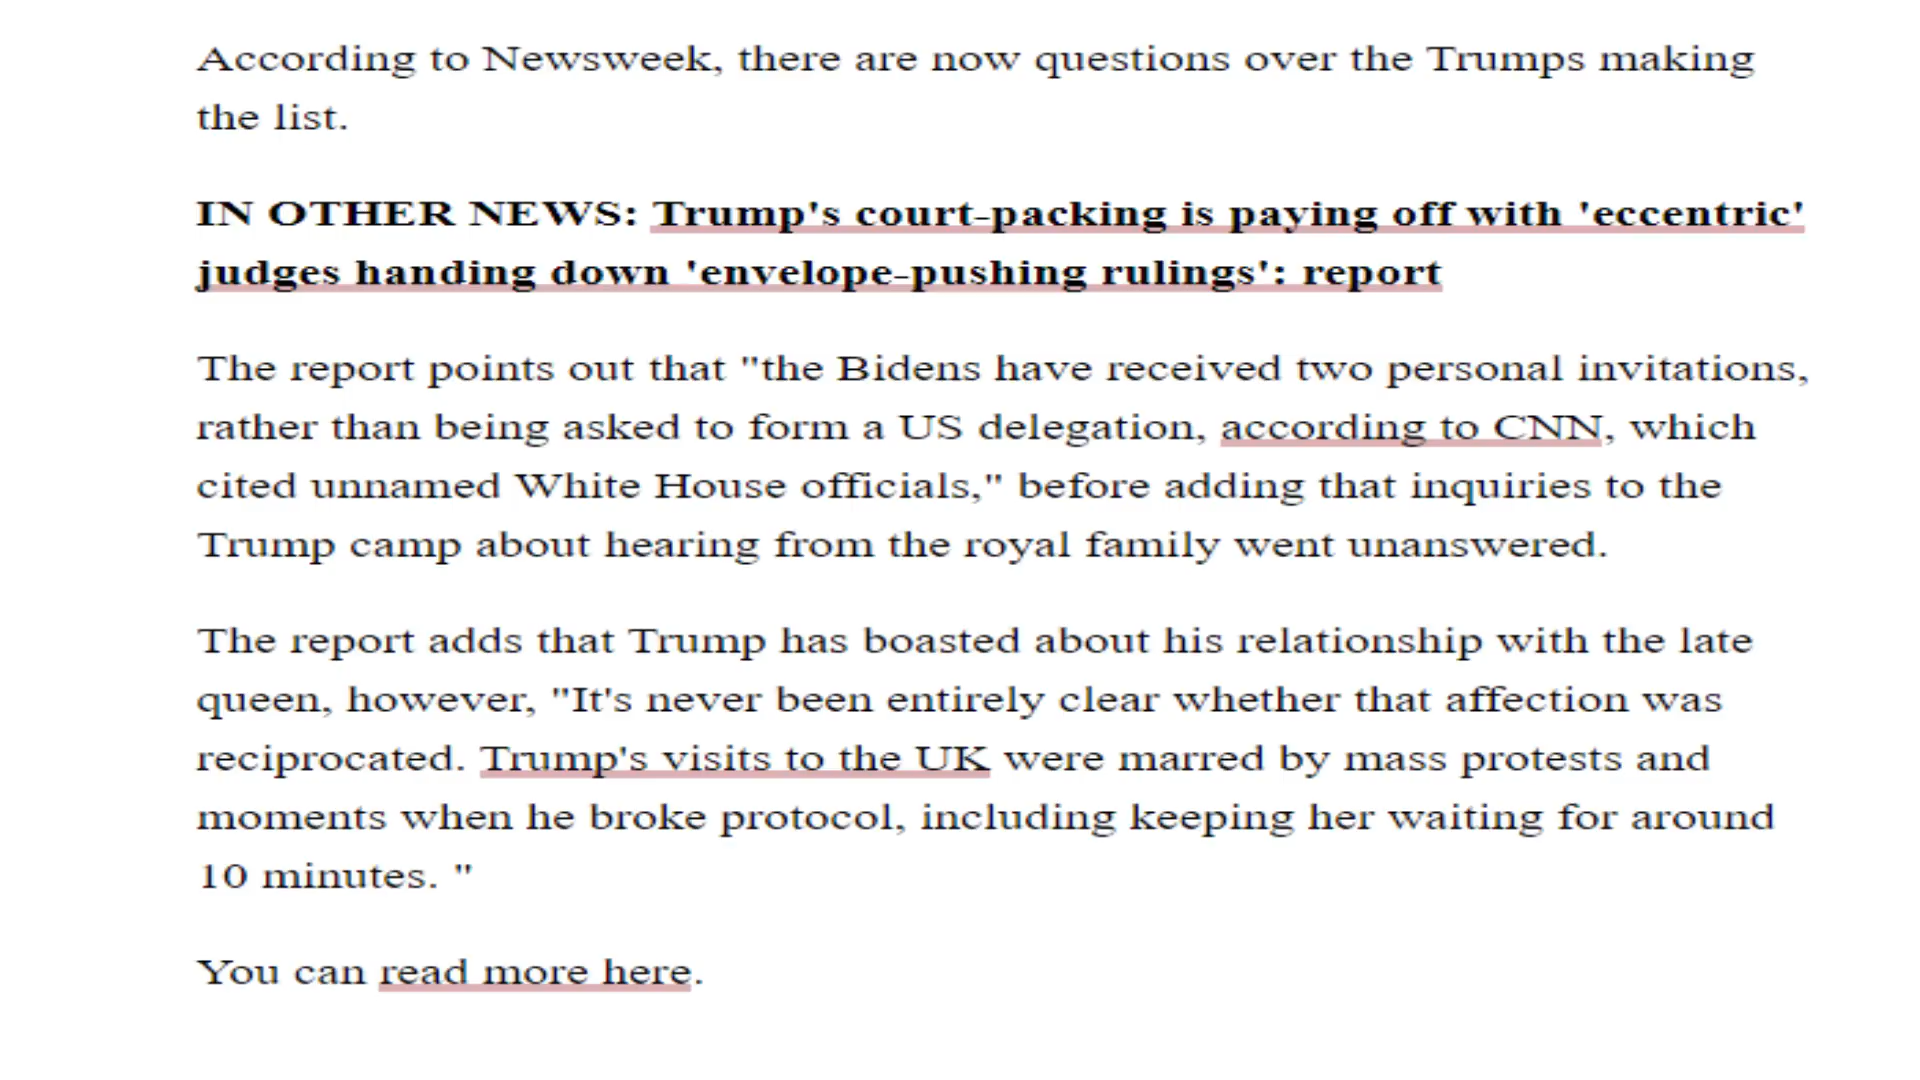 According to Newsweek, there are now questions over the Trumps making
the list.
IN OTHER NEWS: Trump's court-packing is paying off with 'eccentric'
judges handing down 'envelope-pushing rulings': report
The report points out that "the Bidens have received two personal invitations,
rather than being asked to form a US delegation, according to CNN, which
cited unnamed White House officials," before adding that inquiries to the
Trump camp about hearing from the royal family went unanswered.
The report adds that Trump has boasted about his relationship with the late
queen, however, "It's never been entirely clear whether that affection was
reciprocated. Trump's visits to the UK were marred by mass protests and
moments when he broke protocol, including keeping her waiting for around
10 minutes. "
You can read more here.